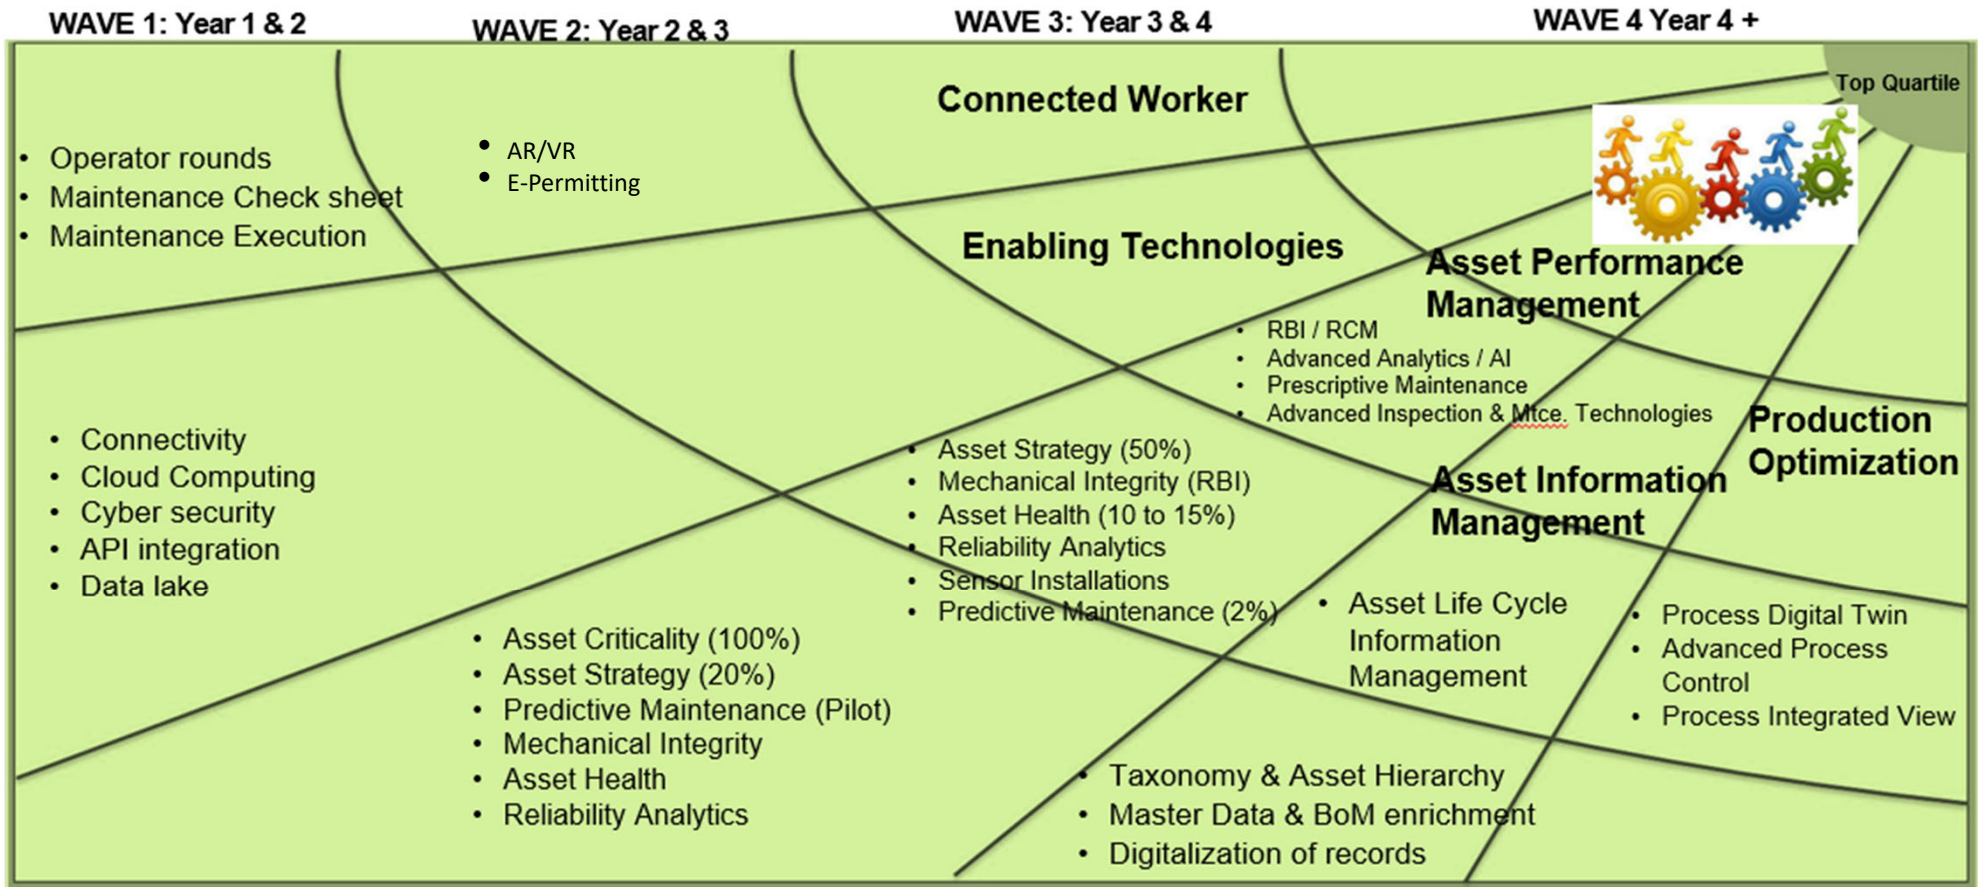 WAVE 1: Year 1 & 2
WAVE 2: Year 2 & 3
WAVE 3: Year 3 & 4
WAVE 4 Year 4 +
Top Quartile
Connected Worker
• Operator rounds
• Maintenance Check sheet
• Maintenance Execution
• AR/VR
• E-Permitting
Enabling Technologies
• Connectivity
• Cloud Computing
• Cyber security
• API integration
• Data lake
Asset Performance
Management
• RBI / RCM
• Advanced Analytics / AI
• Prescriptive Maintenance
• Advanced Inspection & Mtce. Technologies
• Asset Strategy (50%)
• Mechanical Integrity (RBI)
• Asset Health (10 to 15%)
• Reliability Analytics
• Sensor Installations
• Predictive Maintenance (2%)
• Asset Criticality (100%)
• Asset Strategy (20%)
• Predictive Maintenance (Pilot)
• Mechanical Integrity
• Asset Health
• Reliability Analytics
Asset Information
Management
• Asset Life Cycle
Information
Management
• Taxonomy & Asset Hierarchy
• Master Data & BoM enrichment
• Digitalization of records
Production
Optimization
• Process Digital Twin
• Advanced Process
Control
• Process Integrated View